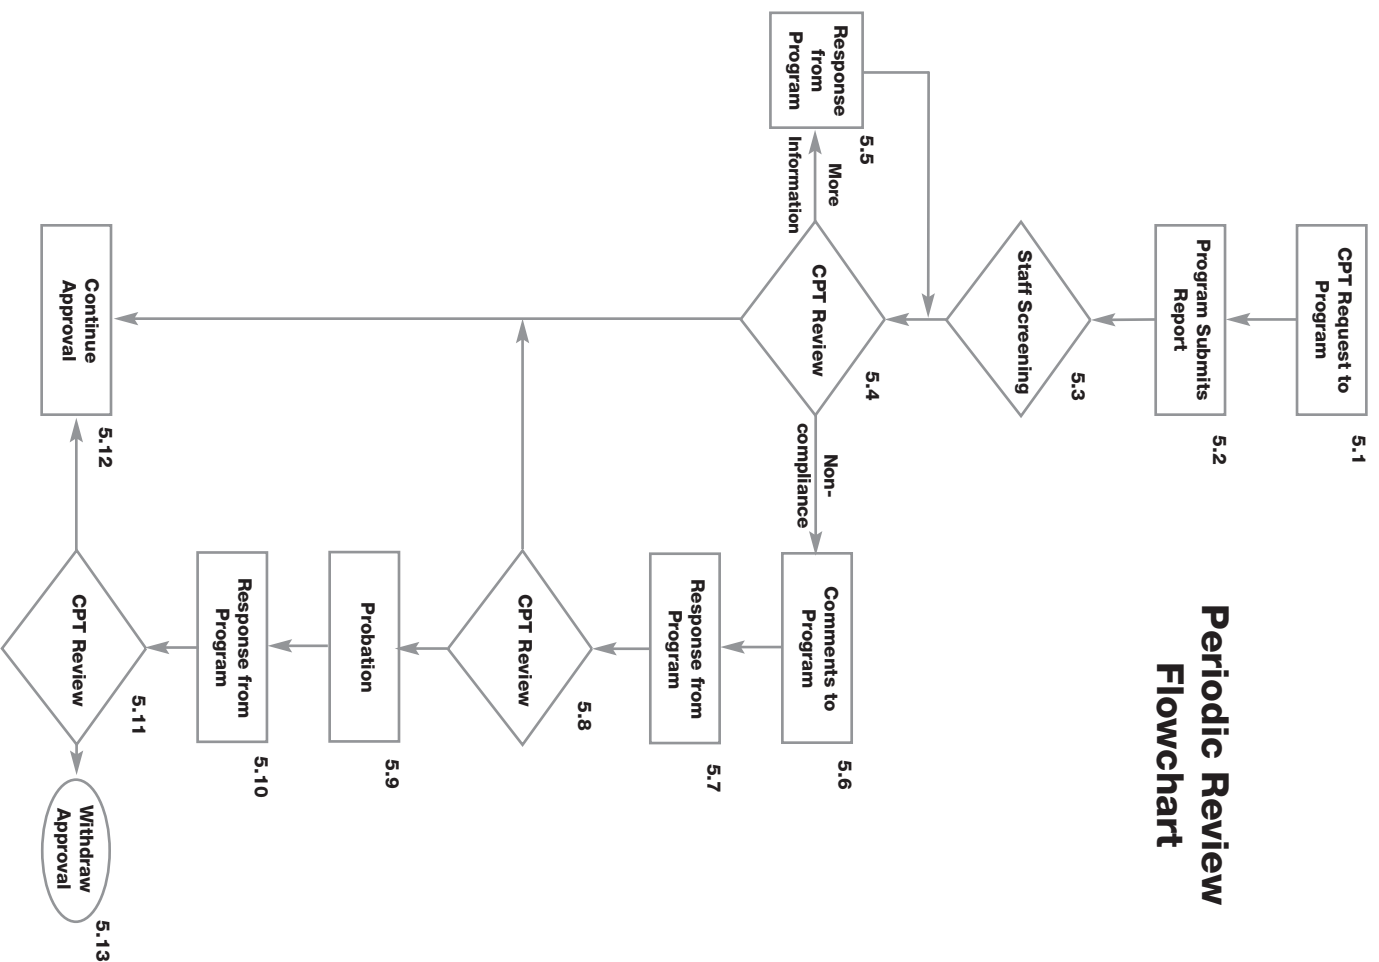 Periodic Review
Flowchart
CPT Request to
Program
5.1
Program Submits
Report
5.2
Staff Screening
5.3
CPT Review
5.4
More
Information
Response
from
Program
5.5
Non-
compliance
Comments to
Program
5.6
Response from
Program
5.7
CPT Review
5.8
Probation
5.9
Response from
Program
5.10
CPT Review
5.11
Continue
Approval
5.12
Withdraw
Approval
5.13